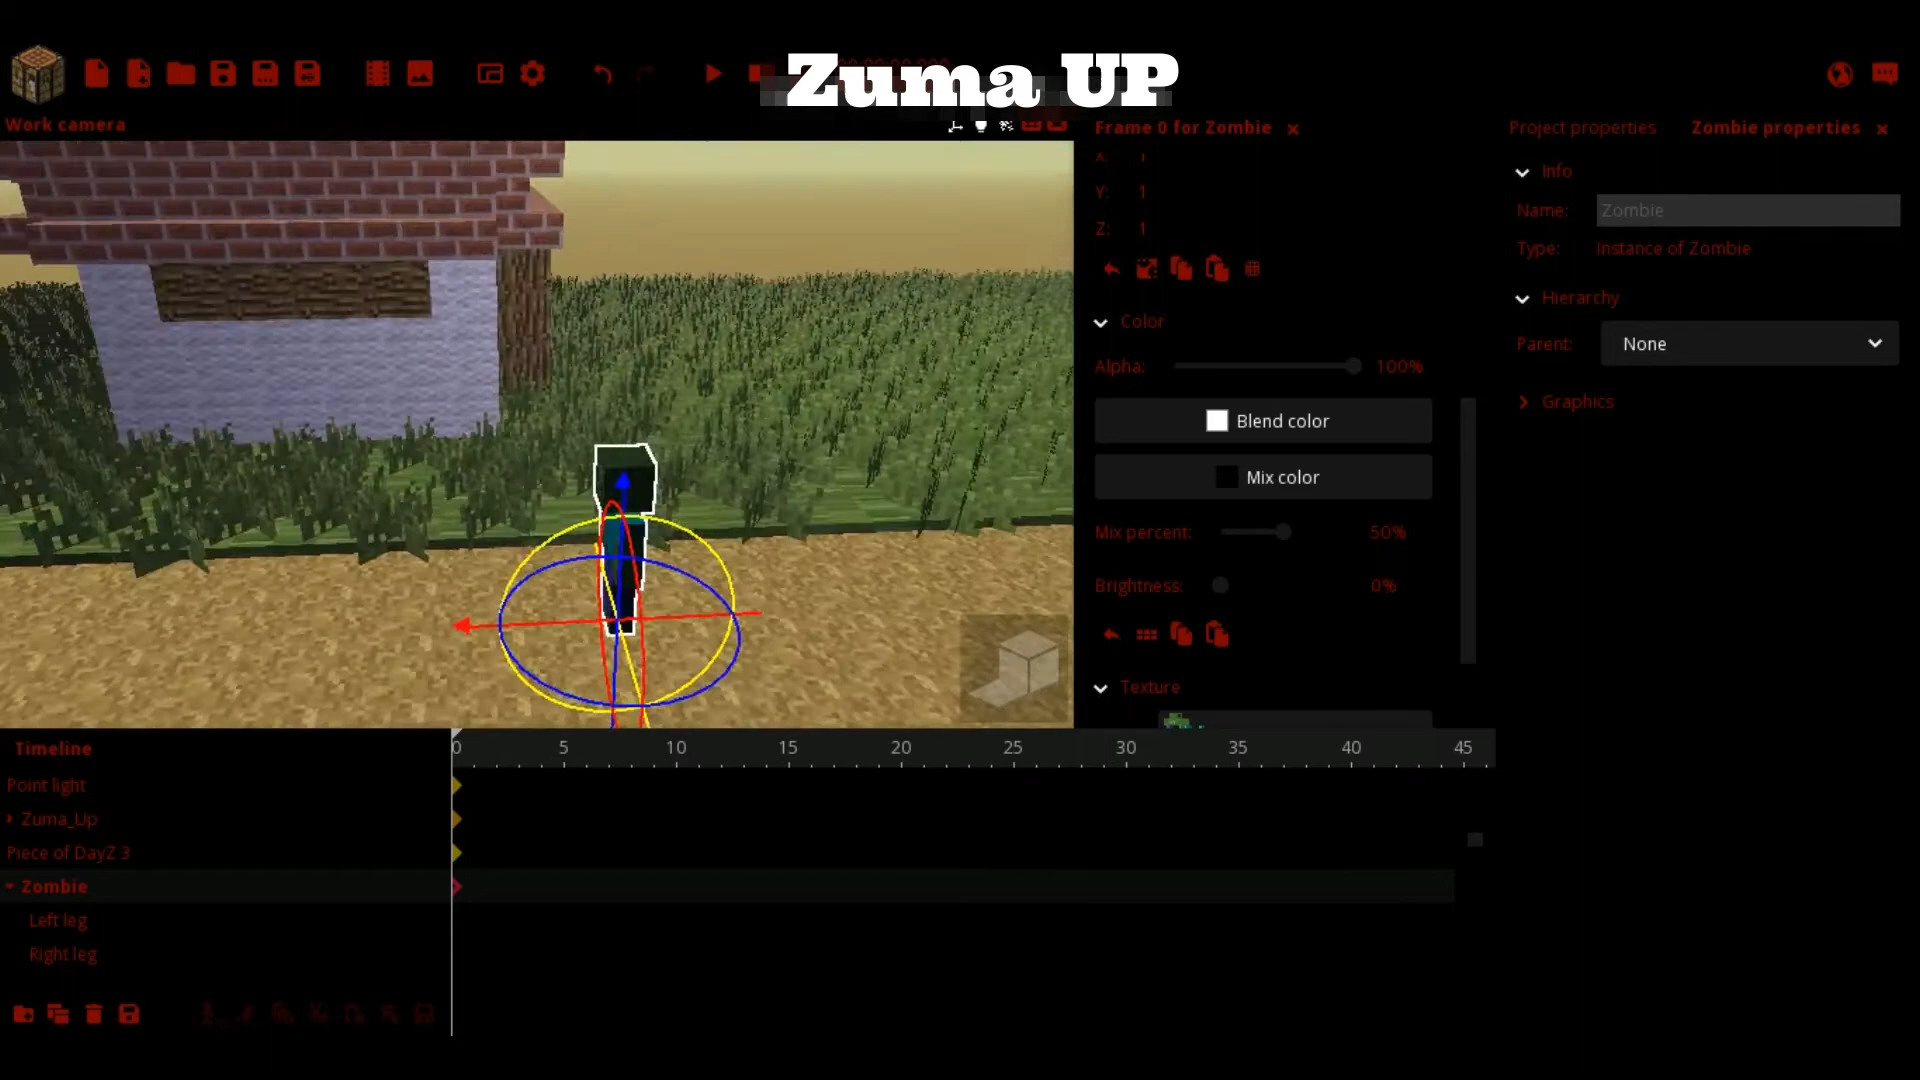 Zuma UP
Work camera
Frame 0 for Zombie
Project properties
Zombie properties
Y: 1
Z: 1
Color
Alpha: 100%
Blend color
Mix color
Mix percent: 50%
Brightness: 0%
Texture
Info
Name: Zombie
Type: Instance of Zombie
Hierarchy
Parent: None
Graphics
Timeline
0 5 10 15 20 25 30 35 40 45
Point light
Zuma_Up
Piece of DayZ 3
Zombie
Left leg
Right leg